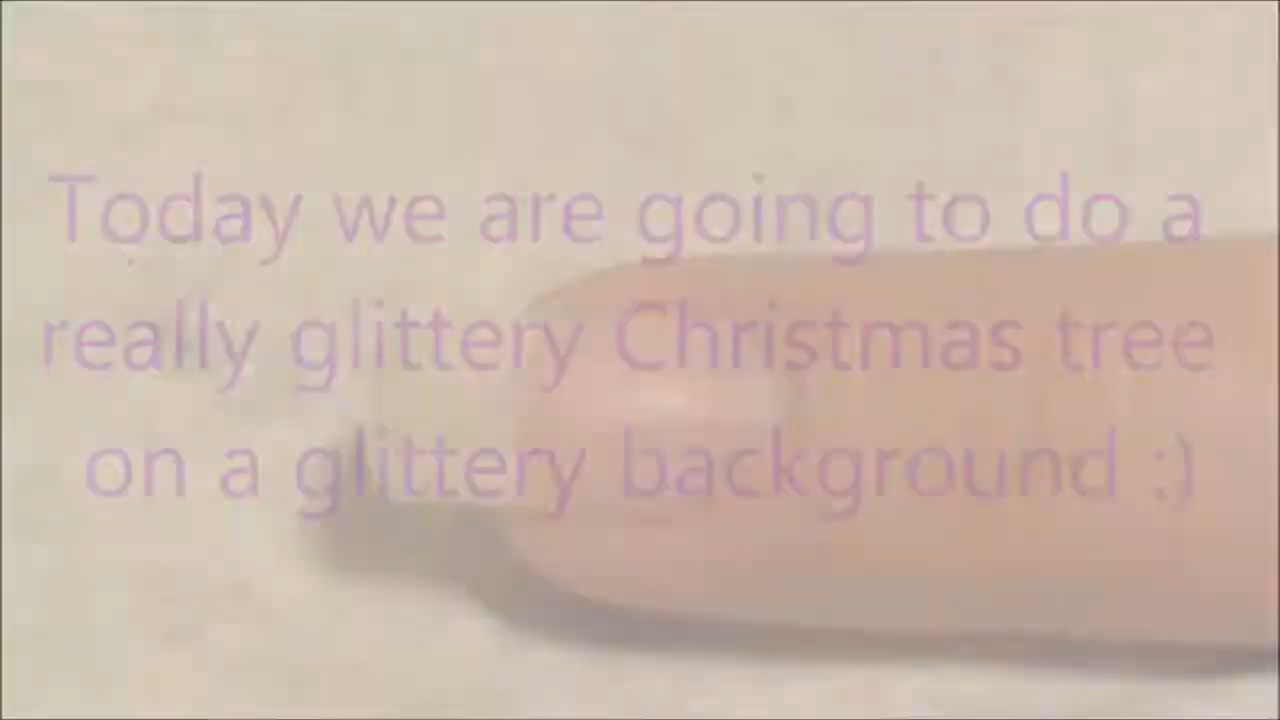 Today we are going to do a
really glittery Christmas tree
on a glittery background :)